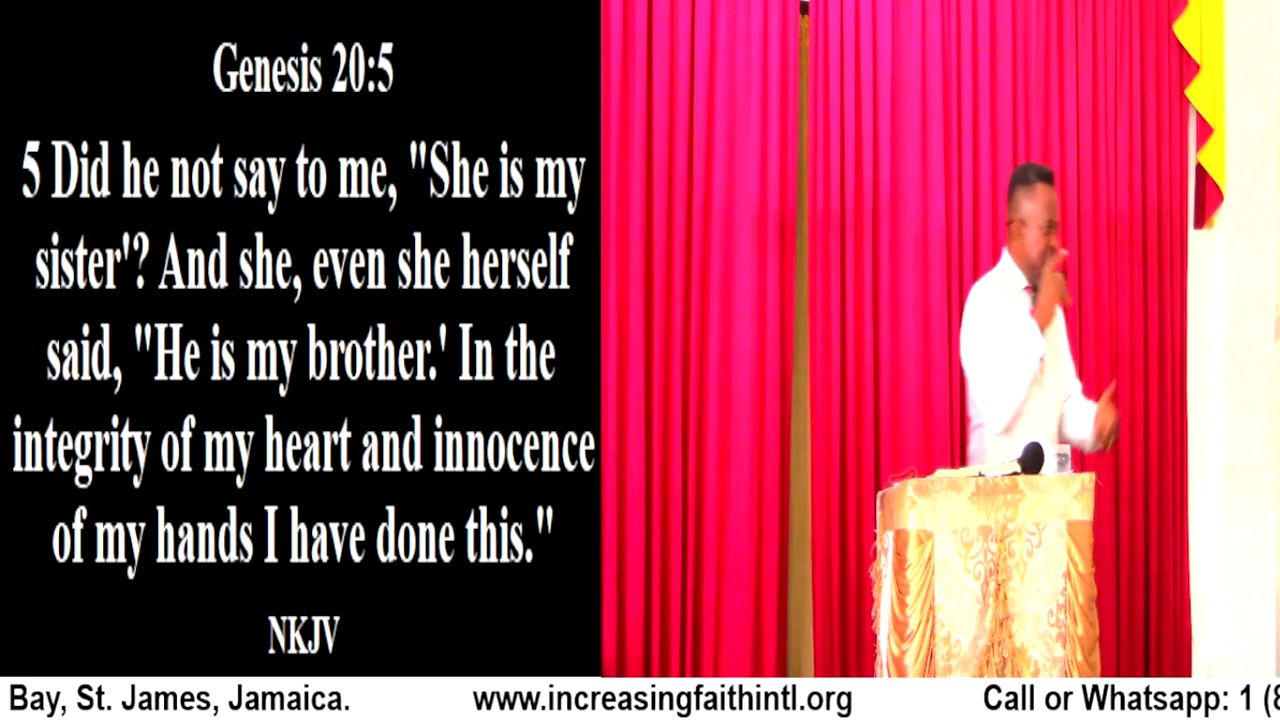 Genesis 20:5
5 Did he not say to me, "She is my
sister'? And she, even she herself
said, "He is my brother.' In the
integrity of my heart and innocence
of my hands I have done this."
NKJV
Bay, St. James, Jamaica. www.increasingfaithintl.org Call or Whatsapp: 1 (8